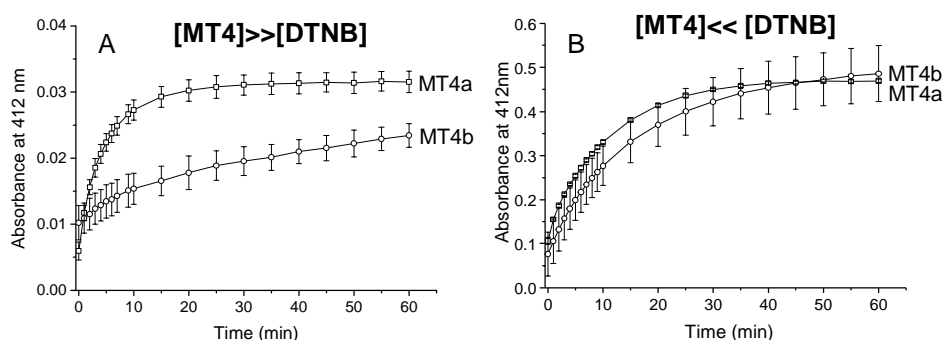 A
[MT4]>>[DTNB]
Absorbance at 412 nm
0.04
0.03
0.02
0.01
0.00
MT4a
MT4b
0 10 20 30 40 50 60
Time (min)
B
[MT4]<< [DTNB]
Absorbance at 412nm
0.6
0.5
0.4
0.3
0.2
0.1
0.0
MT4b
MT4a
0 10 20 30 40 50 60
Time (min)